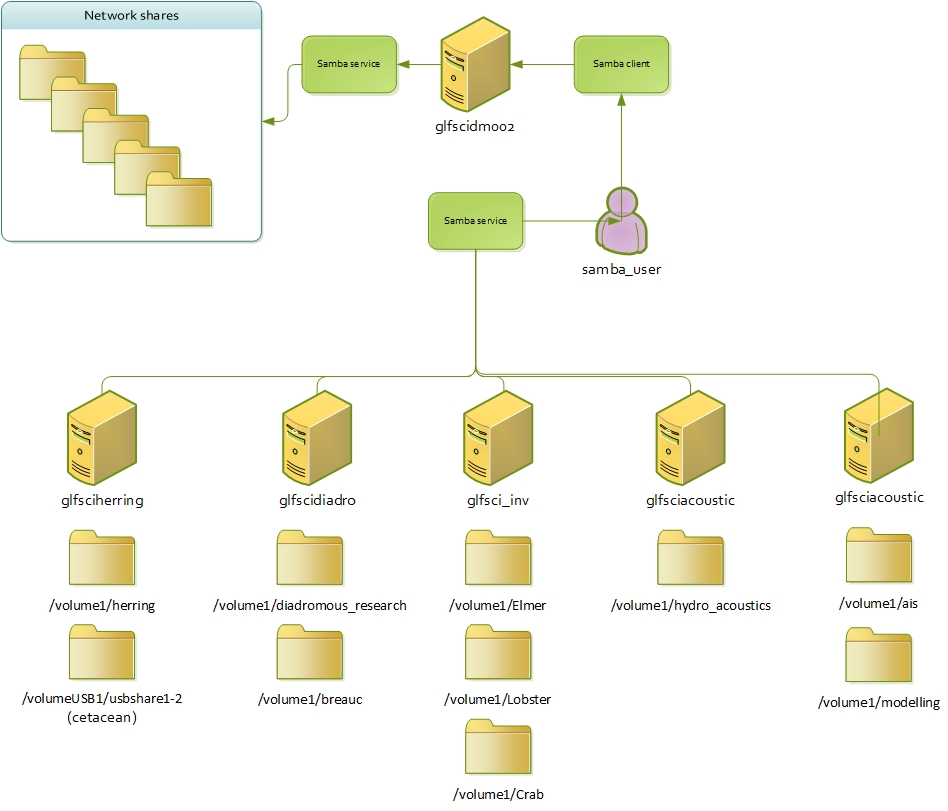 Network shares
Samba service
Samba client
glfscidm002
Samba service
samba_user
glfsciherring
glfscidiadro
glfsci_inv
glfsciacoustic
glfsciacoustic
/volume1/herring
/volume1/diadromous_research
/volume1/Elmer
/volume1/hydro_acoustics
/volume1/ais
/volumeUSB1/usbshare1-2
(cetacean)
/volume1/breauc
/volume1/Lobster
/volume1/modelling
/volume1/Crab